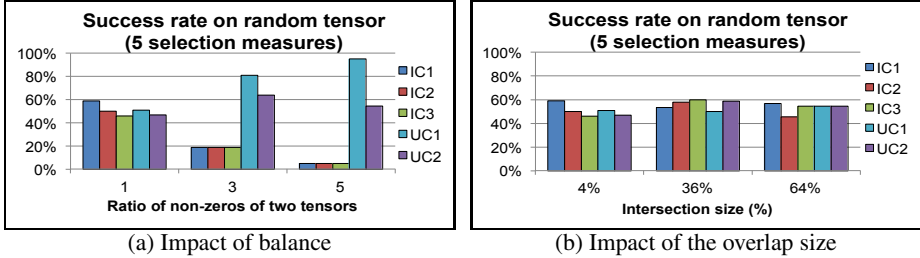 Success rate on random tensor
(5 selection measures)
100%
80%
60%
40%
20%
0%
1
3
5
Ratio of non-zeros of two tensors
IC1
IC2
IC3
UC1
UC2
(a) Impact of balance
Success rate on random tensor
(5 selection measures)
100%
80%
60%
40%
20%
0%
4%
36%
64%
Intersection size (%)
IC1
IC2
IC3
UC1
UC2
(b) Impact of the overlap size